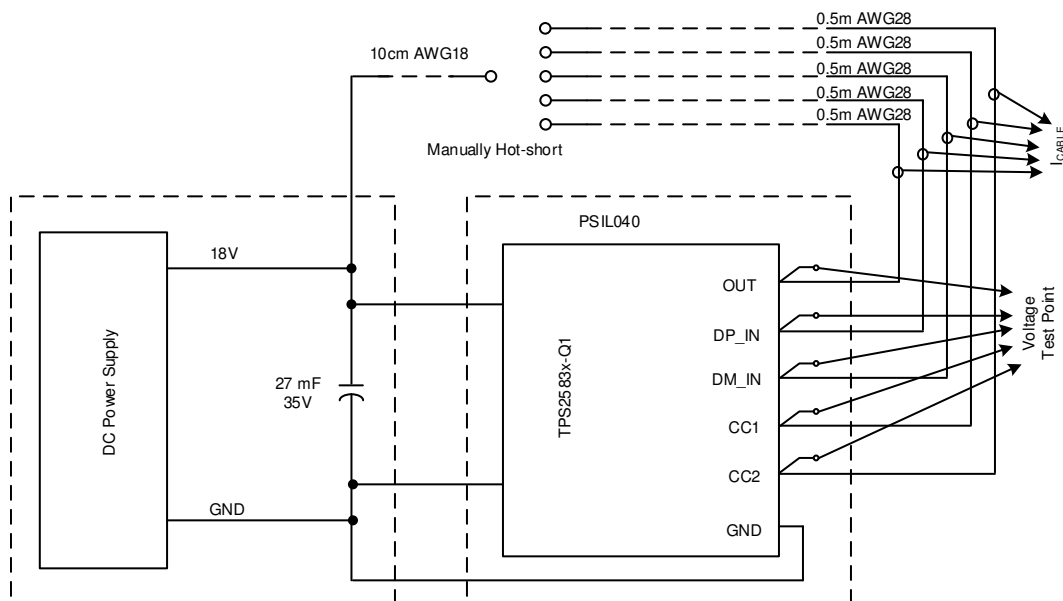 0.5m AWG28
0.5m AWG28
10cm AWG18
0.5m AWG28
0.5m AWG28
0.5m AWG28
Manually Hot-short
ICABLE
PSIL040
18V
OUT
DP_IN
DM_IN
CC1
CC2
GND
Voltage
Test Point
DC Power Supply
27 mF
35V
TPS2583x-Q1
GND